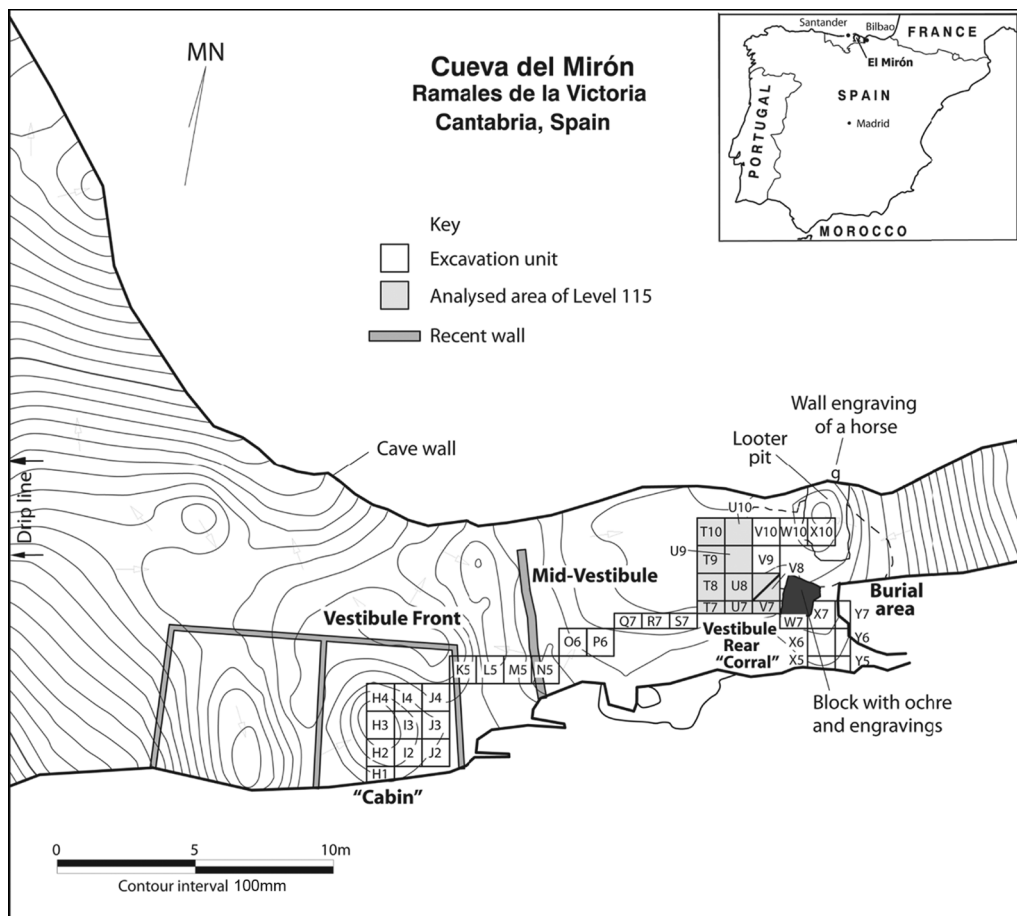 MN
Cueva del Mirón
Ramales de la Victoria
Cantabria, Spain
Santander
Bilbao
FRANCE
El Mirón
SPAIN
Madrid
PORTUGAL
MOROCCO
Key
Excavation unit
Analysed area of Level 115
Recent wall
Wall engraving
of a horse
Looter
pit
Cave wall
Drip line
g
U10
T10 V10 W10 X10
U9
T9 V9
Mid-Vestibule
V8
T8 U8
Burial
area
T7 U7 V7
Vestibule Front
Q7 R7 S7
Vestibule
Rear
"Corral"
W7
X7
Y7
O6 P6
X6
Y6
X5
Y5
K5 L5 M5 N5
H4 I4 J4
H3 I3 J3
H2 I2 J2
H1
Block with ochre
and engravings
"Cabin"
0 5 10m
Contour interval 100mm